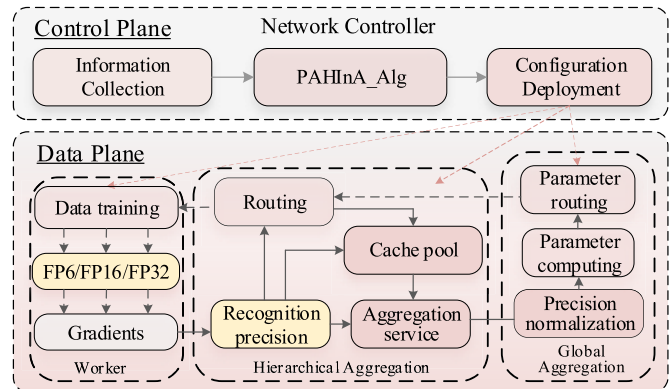 Control Plane
Network Controller
Information
Collection
PAHInA_Alg
Configuration
Deployment
Data Plane
Data training
FP6/FP16/FP32
Gradients
Worker
Routing
Cache pool
Recognition
precision
Aggregation
service
Hierarchical Aggregation
Parameter
routing
Parameter
computing
Precision
normalization
Global
Aggregation